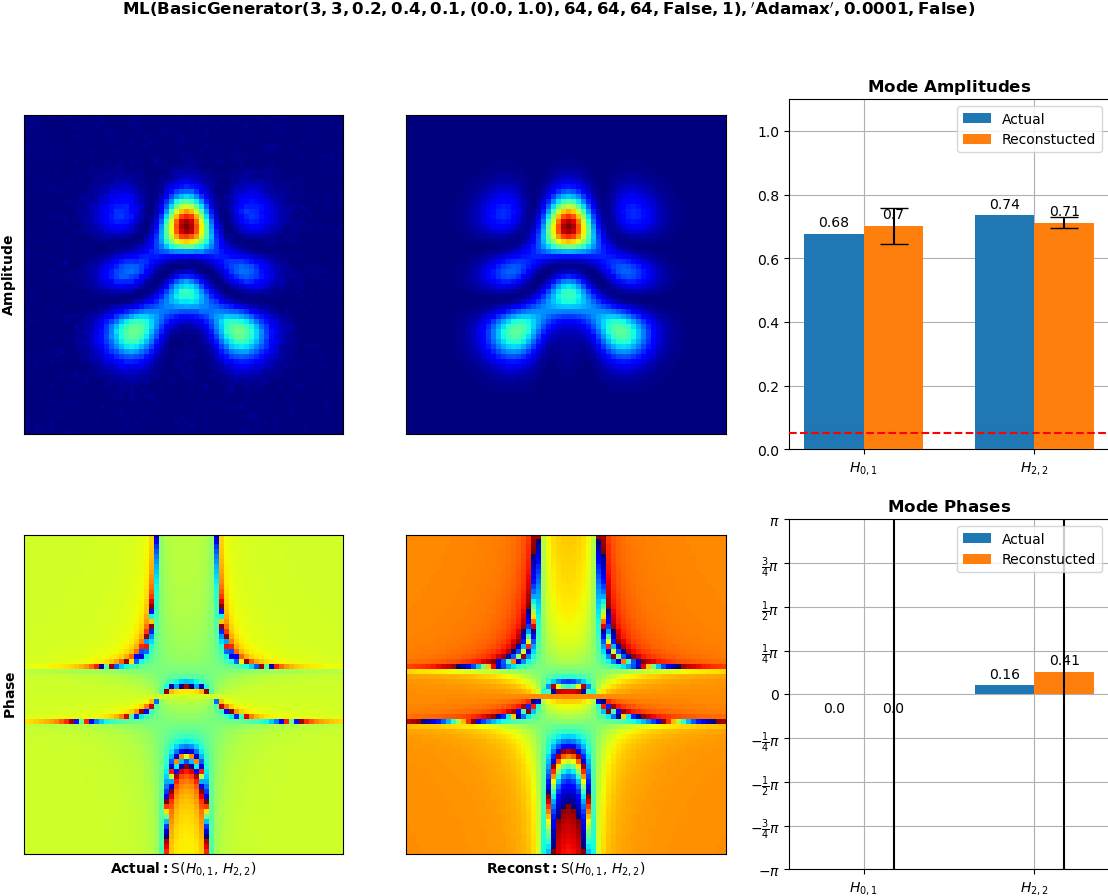 ML(BasicGenerator(3, 3, 0.2, 0.4, 0.1, (0.0, 1.0), 64, 64, 64, False, 1), ′Adamax′, 0.0001, False)
Amplitude
Mode Amplitudes
Actual
Reconstucted
1.0
0.8
0.6
0.4
0.2
0.0
0.68
0.7
0.74
0.71
H0, 1
H2, 2
Phase
Actual: S(H0, 1, H2, 2)
Reconst: S(H0, 1, H2, 2)
Mode Phases
Actual
Reconstucted
π
3/4π
1/2π
1/4π
0
−1/4π
−1/2π
−3/4π
−π
0.0
0.0
0.16
0.41
H0, 1
H2, 2